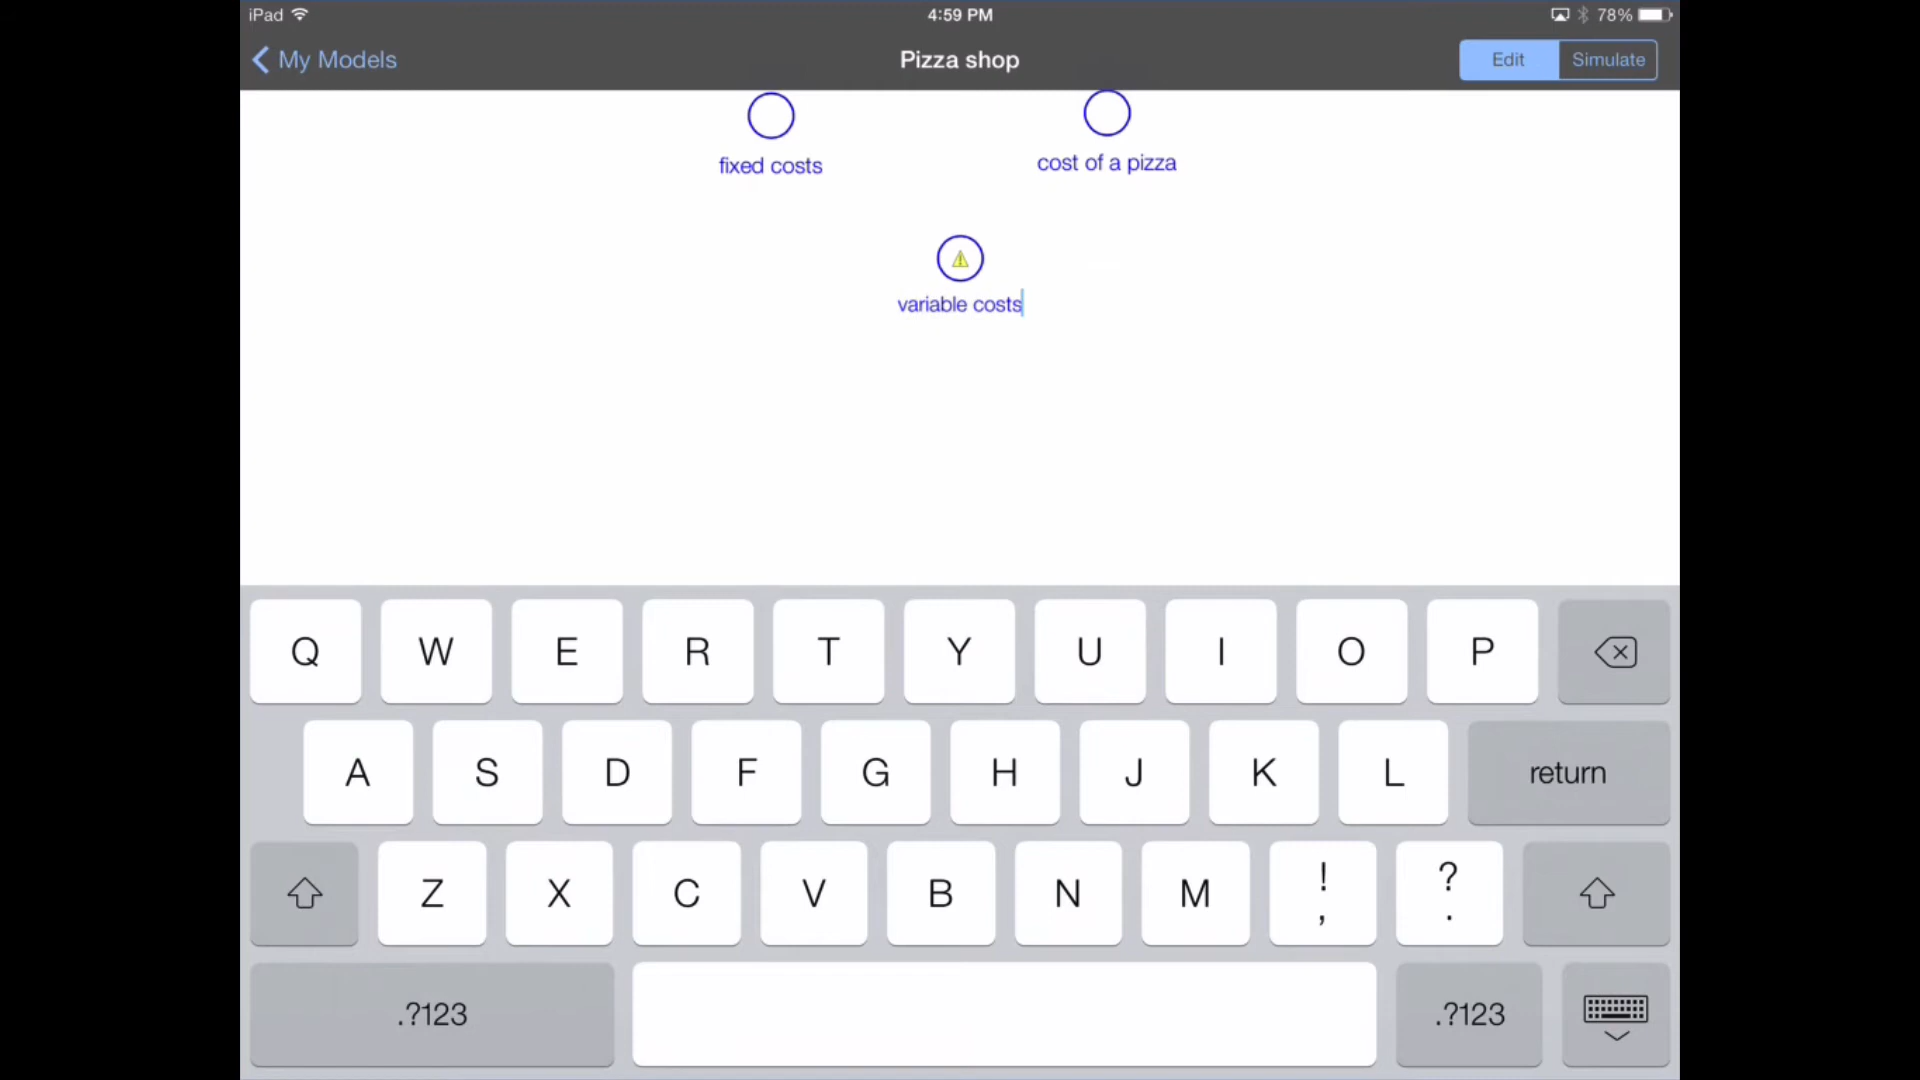 iPad 4:59 PM 78%
My Models Pizza shop Edit Simulate
fixed costs cost of a pizza
variable costs
Q W E R T Y U I O P
A S D F G H J K L return
Z X C V B N M ! , ? .
.?123 .?123